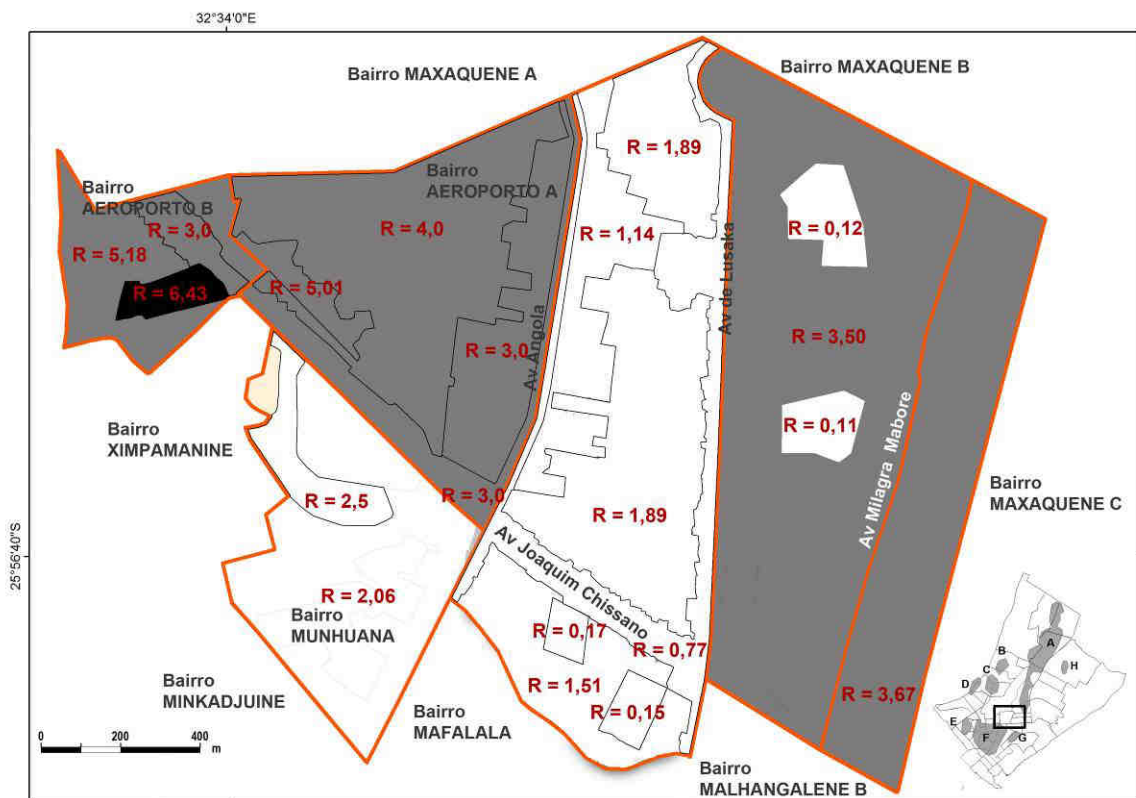 32°34'0"E
Bairro MAXAQUENE A
Bairro MAXAQUENE B
R = 1,89
Bairro
AEROPORTO A
Bairro
AEROPORTO B
R = 3,0
R = 4,0
R = 1,14
R = 0,12
R = 5,18
R = 6,43
R = 5,01
Av de Lusaka
R = 3,50
R = 3,0
Av Angola
R = 0,11
Bairro
XIMPAMANINE
Av Milagra Mabore
R = 2,5
R = 3,0
R = 1,89
Bairro
MAXAQUENE C
25°56'40"S
Av Joaquim Chissano
R = 2,06
Bairro
MUNHUANA
R = 0,17
R = 0,77
R = 1,51
R = 0,15
R = 3,67
Bairro
MINKADJUINE
Bairro
MAFALALA
Bairro
MALHANGALENE B
0 100 200 400
m
A
B
H
C
D
E
F
G